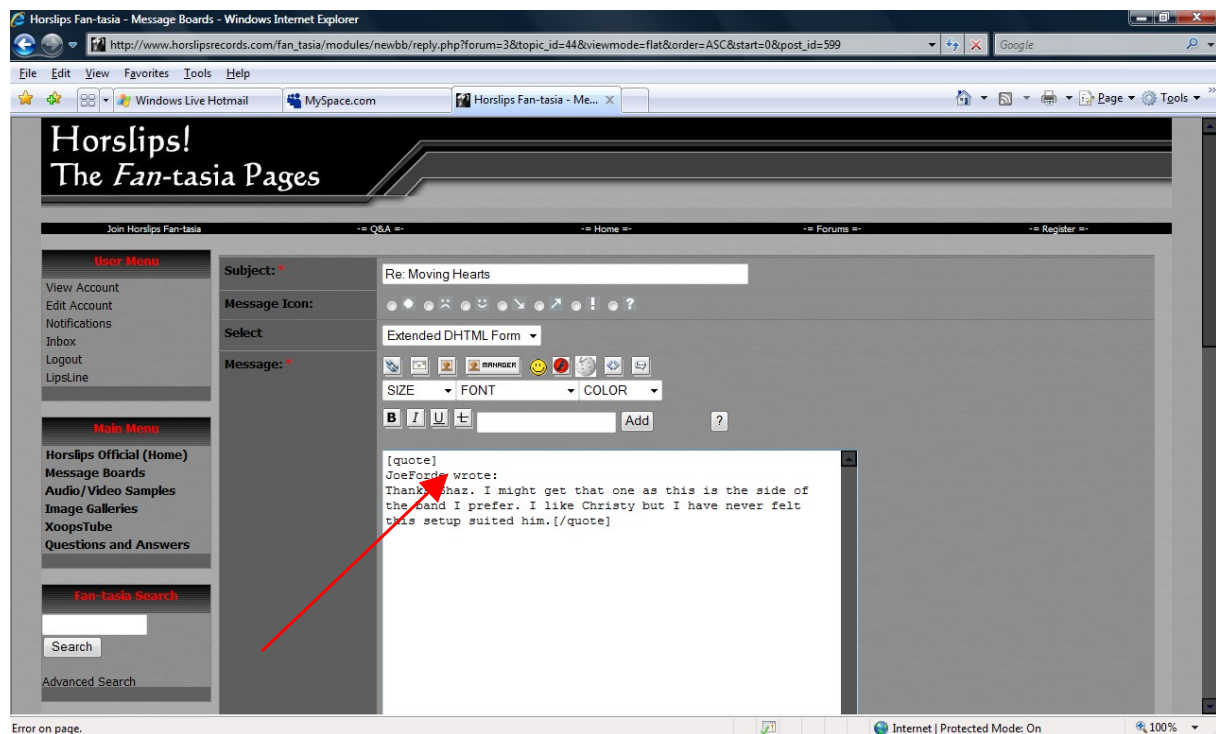 Horslips Fan-tasia - Message Boards - Windows Internet Explorer
http://www.horslipsrecords.com/fan_tasia/modules/newbb/reply.php?forum=3&topic_id=44&viewmode=flat&order=ASC&start=0&post_id=599
Google
File Edit View Favorites Tools Help
Windows Live Hotmail MySpace.com Horslips Fan-tasia - Me... X Page Tools
Horslips!
The Fan-tasia Pages
Join Horslips Fan-tasia -= Q&A =- -= Home =- -= Forums =- -= Register =-
User Menu
View Account
Edit Account
Notifications
Inbox
Logout
LipsLine
Main Menu
Horslips Official (Home)
Message Boards
Audio/Video Samples
Image Galleries
XoopsTube
Questions and Answers
Fan-tasia Search
Search
Advanced Search
Subject:* Re: Moving Hearts
Message Icon:
Select Extended DHTML Form
Message:* MANAGER
SIZE FONT COLOR
B I U Add ?
[quote]
JoeForde wrote:
Thanks Shaz. I might get that one as this is the side of
the band I prefer. I like Christy but I have never felt
this setup suited him.[/quote]
Error on page. Internet | Protected Mode: On 100%